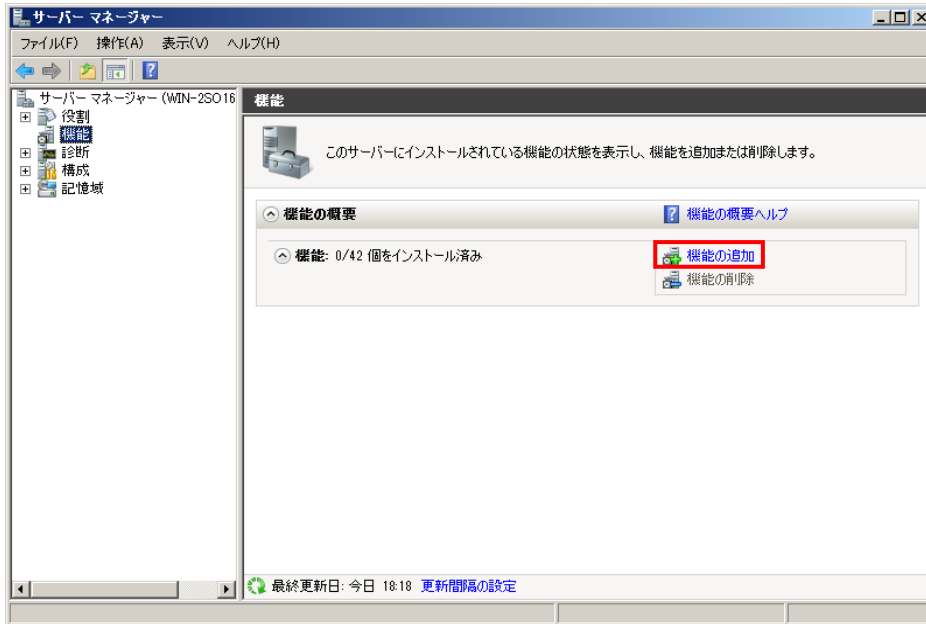 サーバー マネージャー
ファイル(F) 操作(A) 表示(V) ヘルプ(H)
サーバー マネージャー (WIN-2SO16
役割
機能
診断
構成
記憶域
機能
このサーバーにインストールされている機能の状態を表示し、機能を追加または削除します。
機能の概要
機能の概要ヘルプ
機能: 0/42 個をインストール済み
機能の追加
機能の削除
最終更新日: 今日 18:18 更新間隔の設定